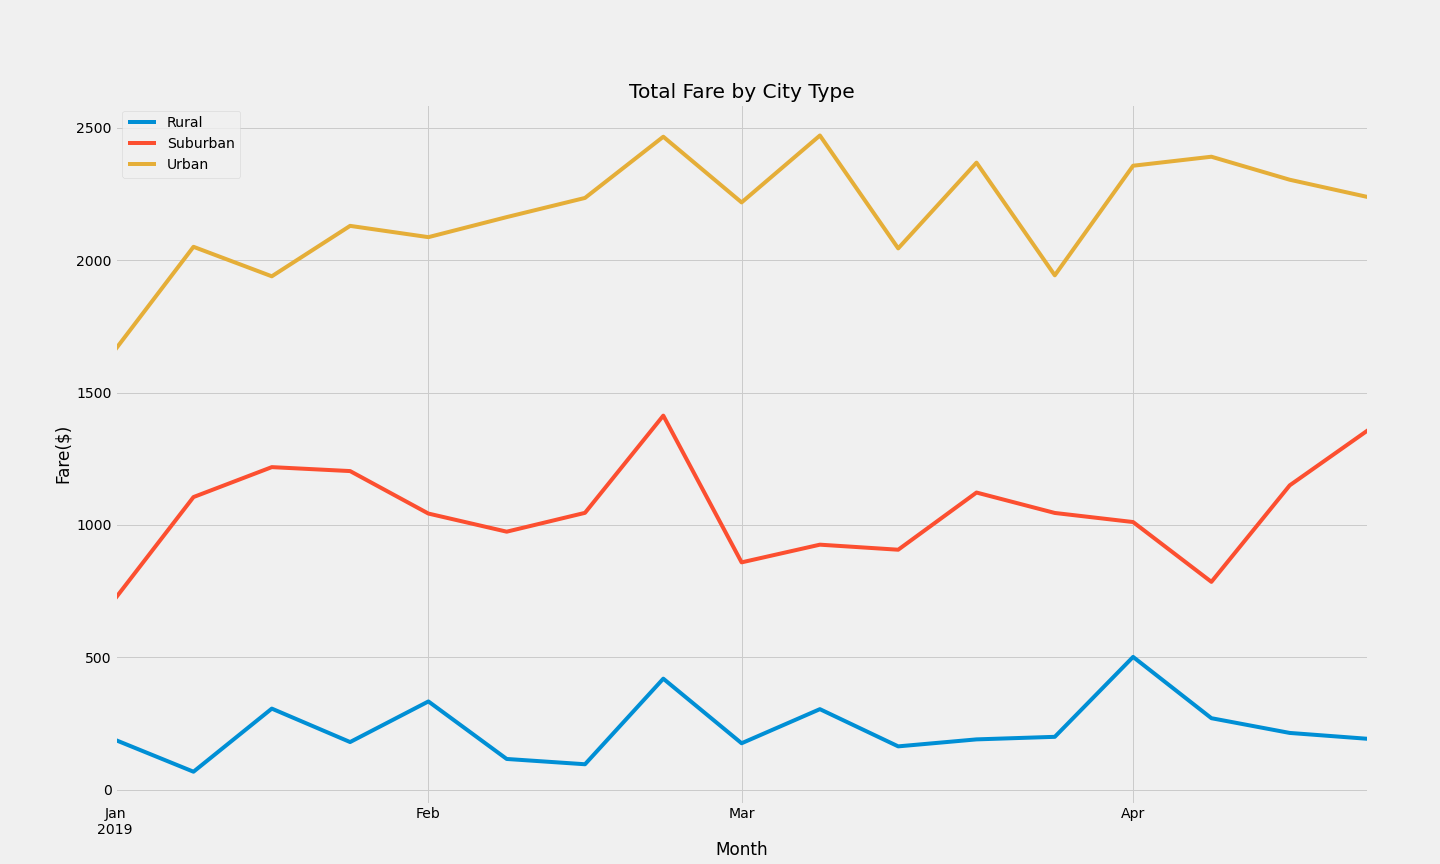 Total Fare by City Type
Rural
Suburban
Urban
2500
2000
1500
1000
500
0
Fare($)
Jan
2019
Feb
Mar
Apr
Month